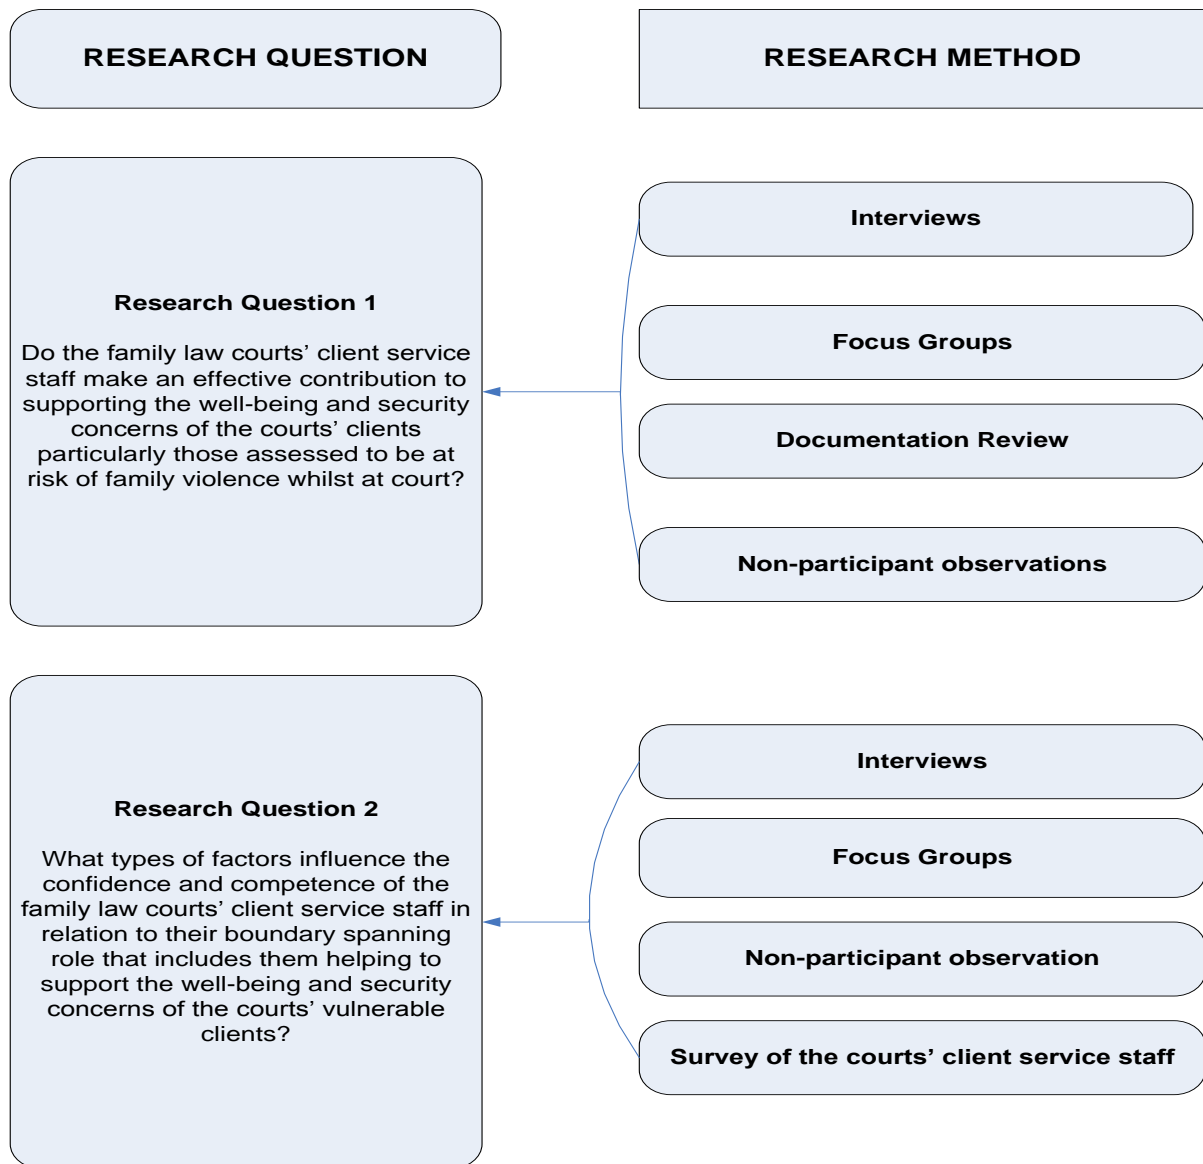 RESEARCH QUESTION
RESEARCH METHOD
Research Question 1
Do the family law courts’ client service
staff make an effective contribution to
supporting the well-being and security
concerns of the courts’ clients
particularly those assessed to be at
risk of family violence whilst at court?
Interviews
Focus Groups
Documentation Review
Non-participant observations
Research Question 2
What types of factors influence the
confidence and competence of the
family law courts’ client service staff in
relation to their boundary spanning
role that includes them helping to
support the well-being and security
concerns of the courts’ vulnerable
clients?
Interviews
Focus Groups
Non-participant observation
Survey of the courts’ client service staff